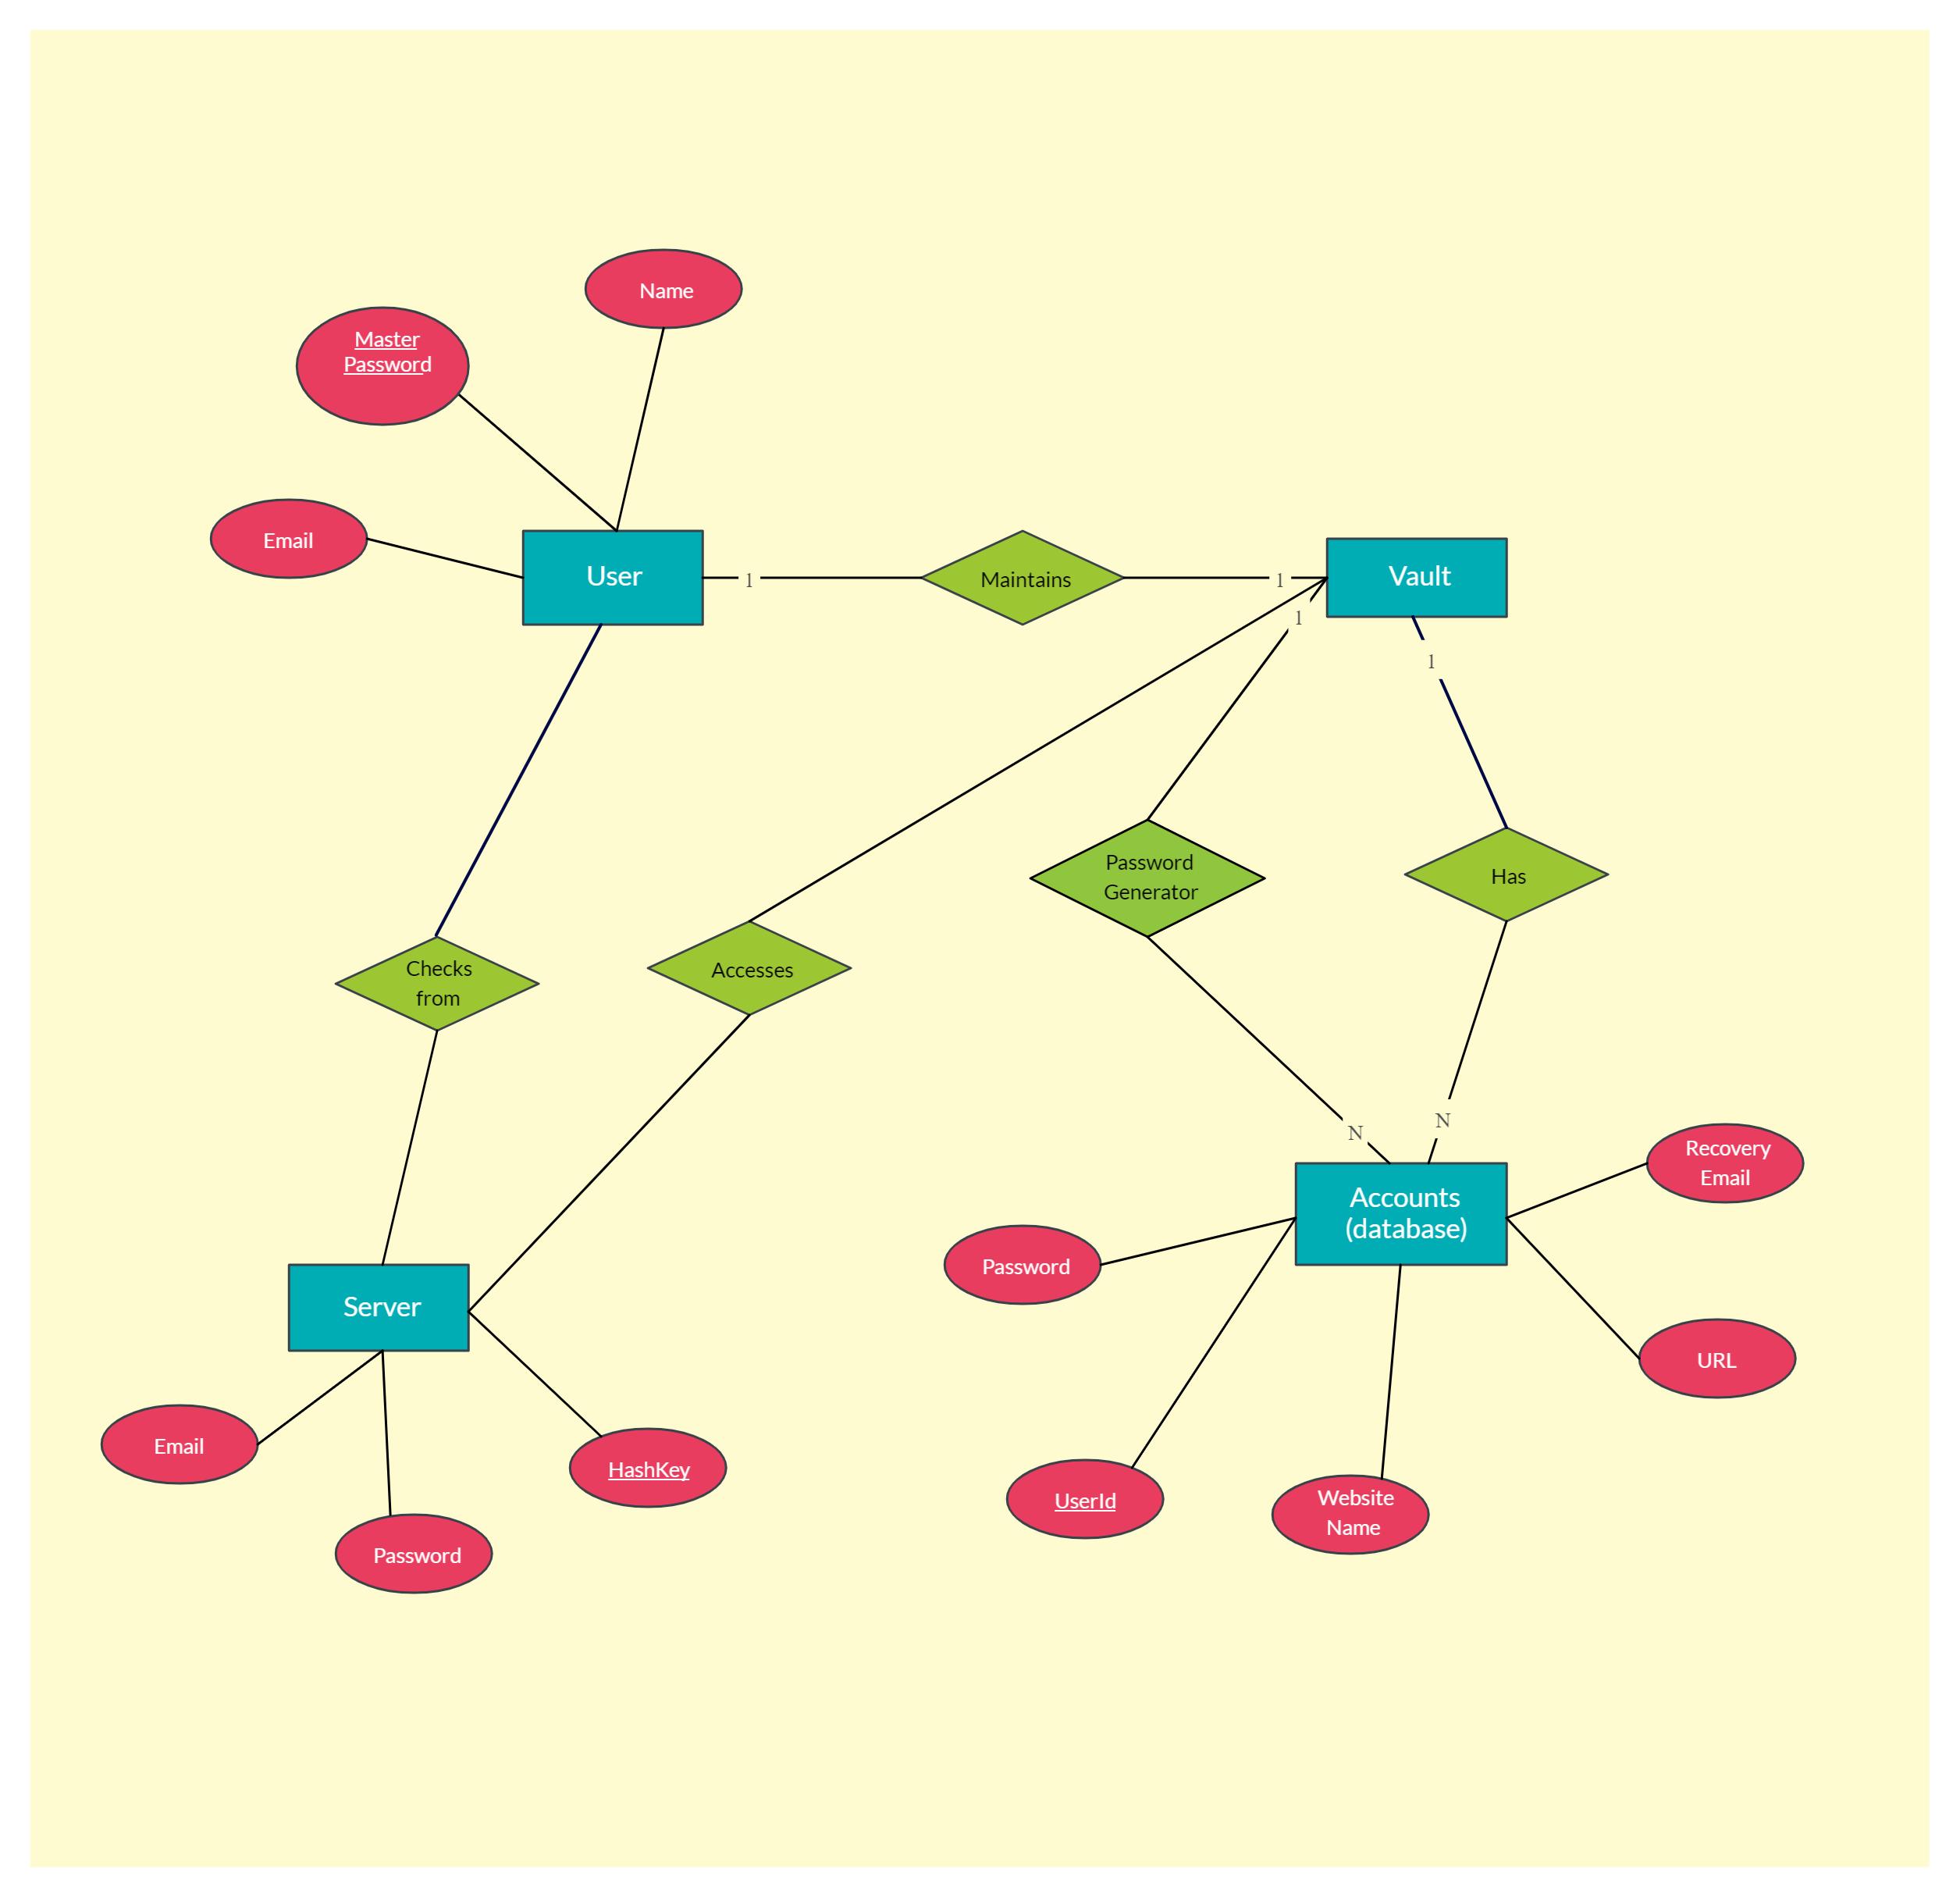 Name
Master
Password
Email
User
1
Maintains
1
Vault
1
1
Password
Generator
Has
Checks
from
Accesses
N
N
Recovery
Email
Accounts
(database)
Password
Server
URL
Email
HashKey
UserId
Website
Name
Password